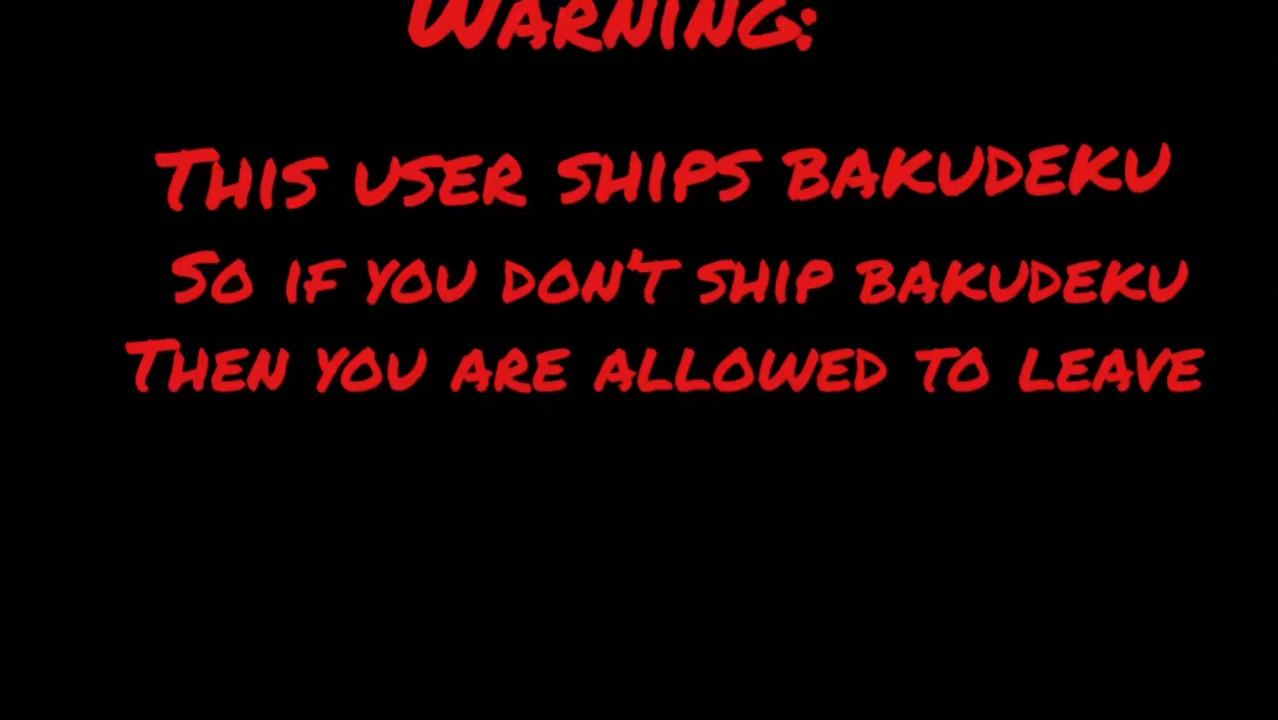 WARNING:
THIS USER SHIPS BAKUDEKU
SO IF YOU DON'T SHIP BAKUDEKU
THEN YOU ARE ALLOWED TO LEAVE